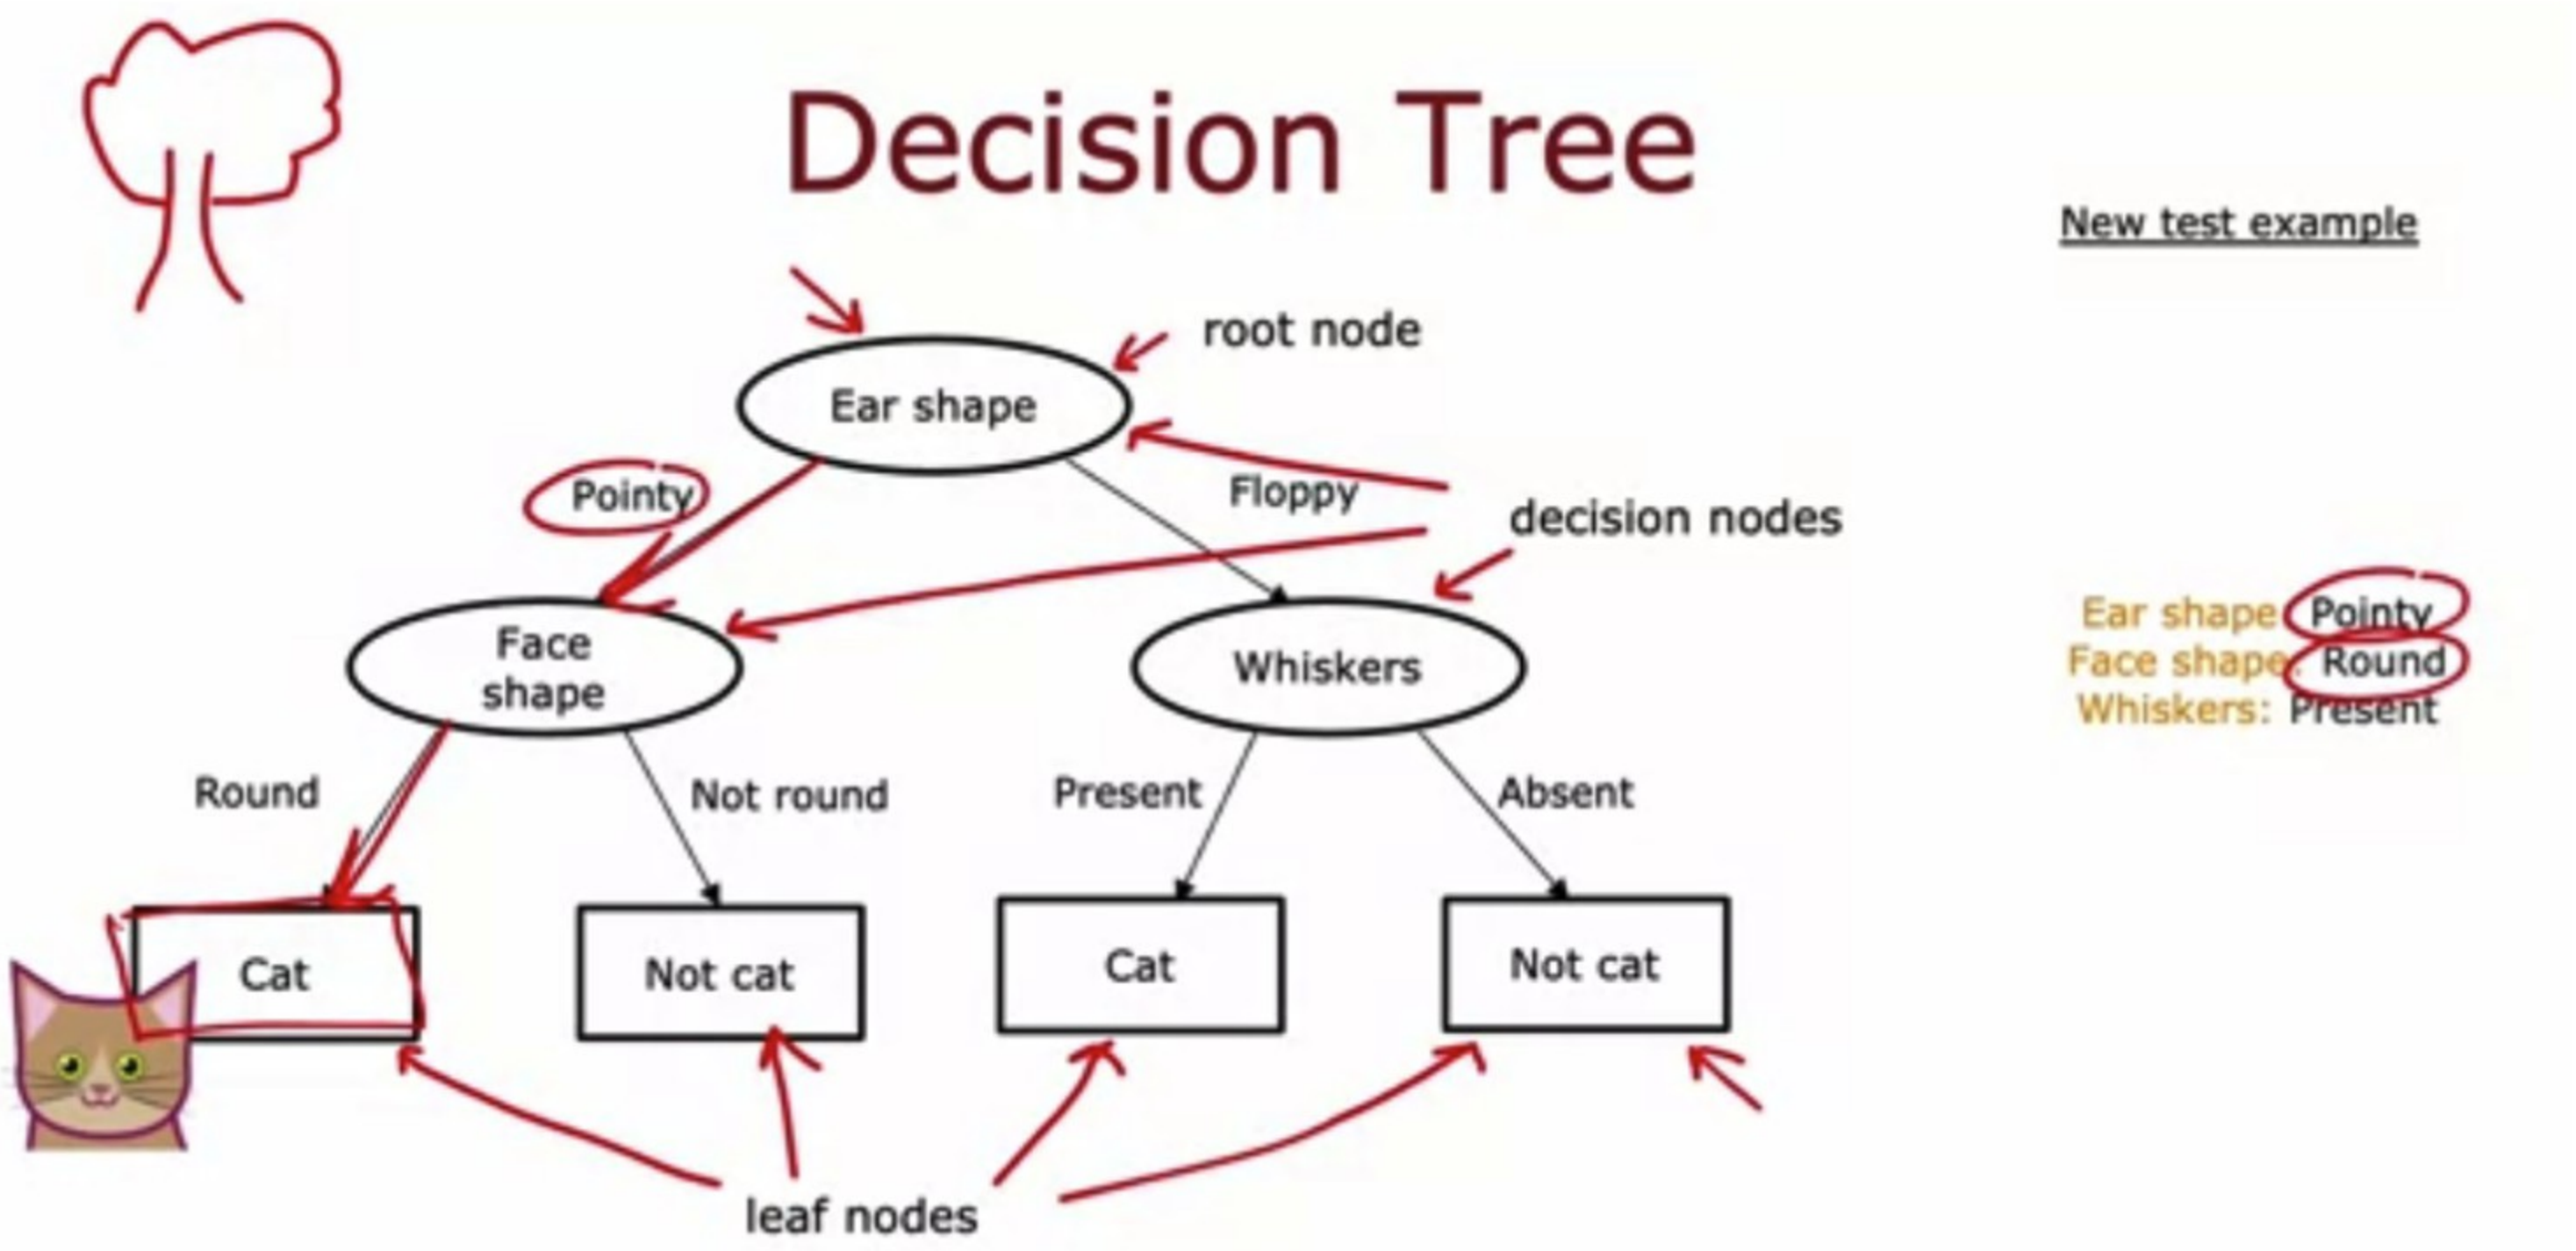 Decision Tree
New test example
root node
Ear shape
Pointy
Floppy
decision nodes
Face
shape
Whiskers
Ear shape Pointy
Face shape: Round
Whiskers: Present
Round
Not round
Present
Absent
Cat
Not cat
Cat
Not cat
leaf nodes